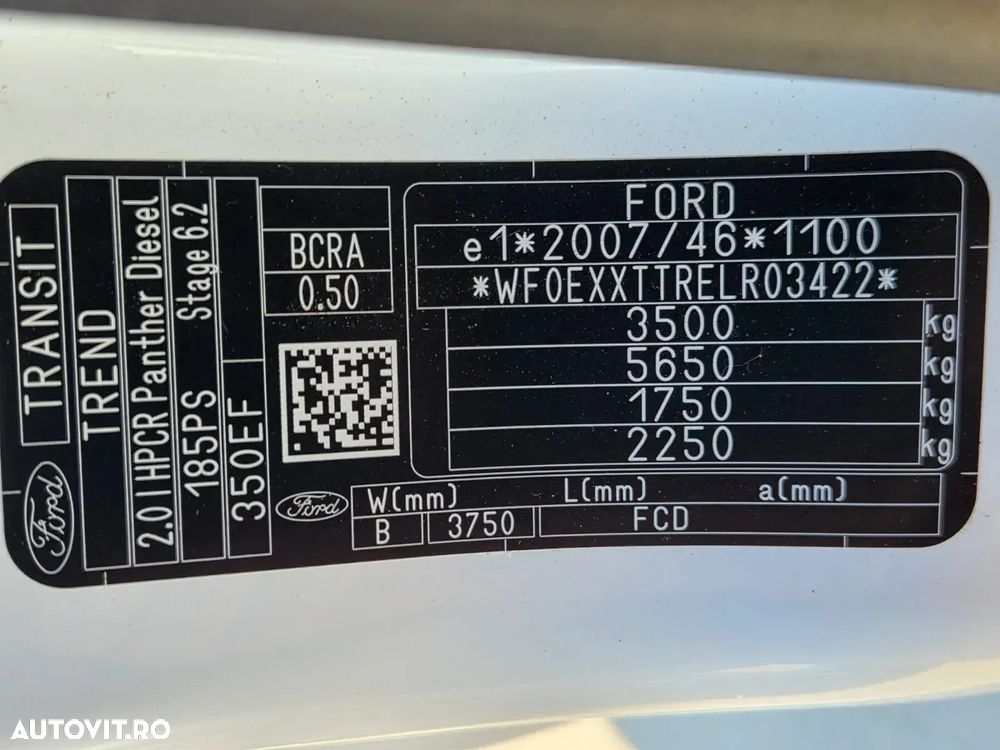 TRANSIT
Ford
TREND
2.0 l HPCR Panther Diesel
185PS Stage 6.2
350EF
BCRA
0.50
Ford
FORD
e1*2007/46*1100
*WF0EXXTTRELR03422*
3500 kg
5650 kg
1750 kg
2250 kg
W(mm) L(mm) a(mm)
B 3750 FCD
AUTOVIT.RO